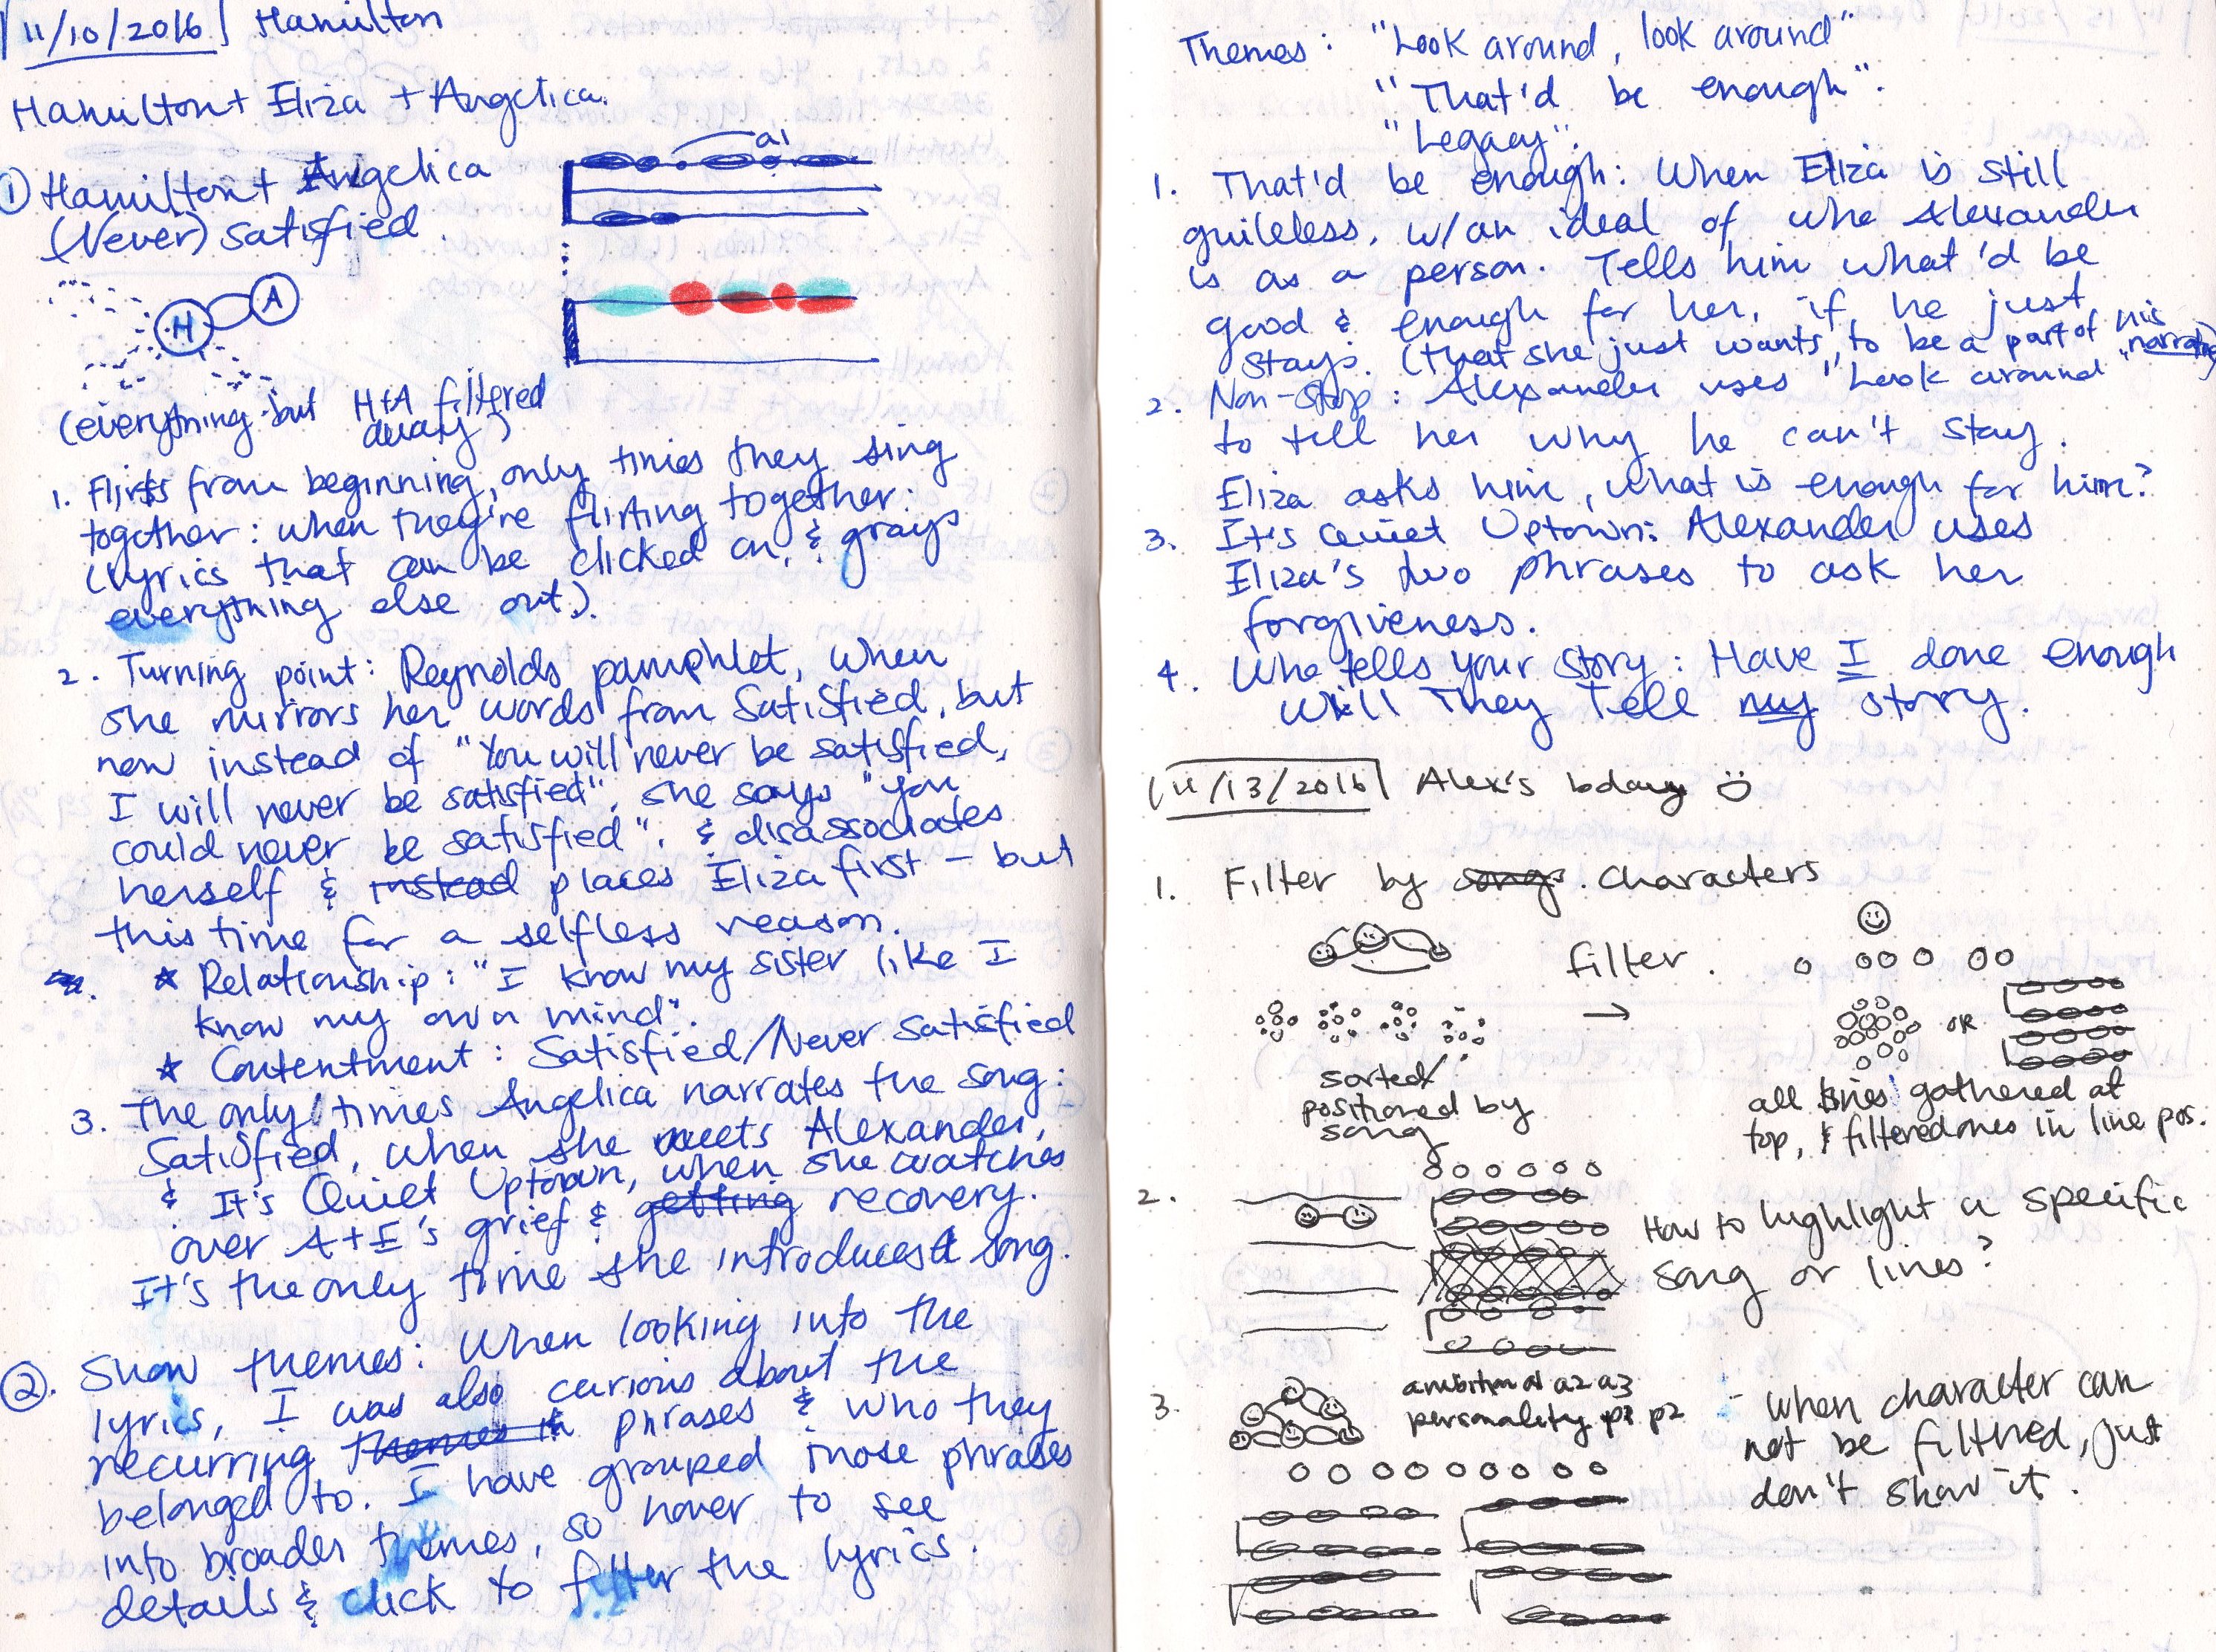 11/10/2016 Hamilton
Hamilton + Eliza + Angelica.
① Hamilton + Angelica
(Never) satisfied.
a1
H A
(everything but H+A filtered
away)
1. Flirts from beginning, only times they sing
together: when they're flirting together.
(lyrics that can be clicked on, & grays
everything else out).
2. Turning point: Reynolds pamphlet, when
she mirrors her words from Satisfied, but
now instead of "You will never be satisfied,
I will never be satisfied", she says "you
could never be satisfied", & disassociates
herself & instead places Eliza first - but
this time for a selfless reason.
★ Relationship: "I know my sister like I
know my own mind".
★ Contentment: Satisfied/Never Satisfied
3. The only times Angelica narrates the song:
Satisfied, when she meets Alexander,
& It's Quiet Uptown, when she watches
over A+E's grief & getting recovery.
It's the only time she introduces a song.
②. Show themes: When looking into the
lyrics, I was also curious about the
recurring themes in phrases & who they
belonged to. I have grouped those phrases
into broader themes, so hover to see
details & click to filter the lyrics.
Themes: "Look around, look around"
"That'd be enough".
"Legacy".
1. That'd be enough: When Eliza is still
guileless, w/an ideal of who Alexander
is as a person. Tells him what'd be
good & enough for her, if he just
stays. (that she just wants to be a part of his
"narrative")
2. Non-Stop: Alexander uses "Look around"
to tell her why he can't stay.
Eliza asks him, what is enough for him?
3. It's Quiet Uptown: Alexander uses
Eliza's two phrases to ask her
forgiveness.
4. Who tells your story: Have I done enough
Will They Tell my story.
11/13/2016 Alex's bday
1. Filter by songs. characters
filter.
→
OR
sorted/
positioned by
song
all lines gathered at
top, & filtered ones in line pos.
2. How to highlight a specific
song or lines?
3. ambition a1 a2 a3
personality p1 p2
- when character can
not be filtered, just
don't show it.